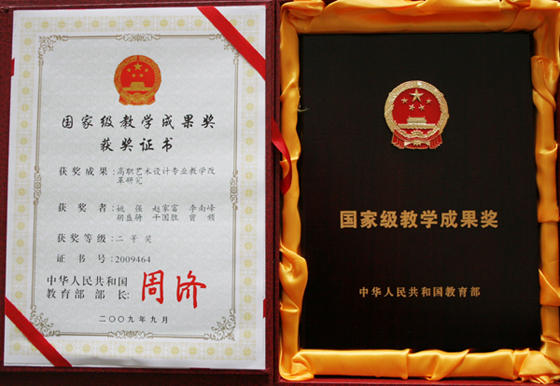 国家级教学成果奖
获奖证书
获奖成果：高职艺术设计专业教学改
革研究
获奖者：姚强 赵家富 李南峰
胡益骈 干国胜 曾颖
获奖等级：二等奖
证书号：2009464
中华人民共和国
教育部部长：周济
二〇〇九年九月
国家级教学成果奖
中华人民共和国教育部